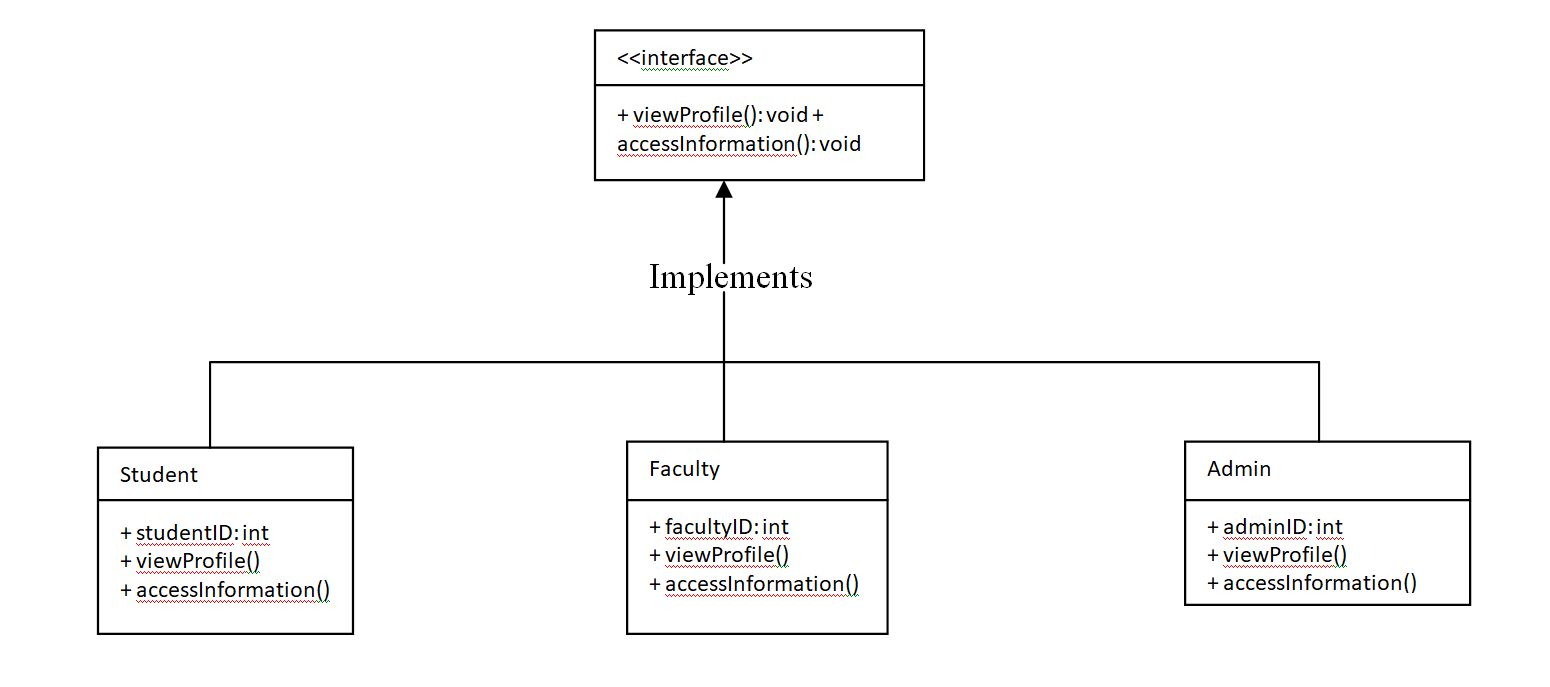 <<interface>>
+ viewProfile(): void +
accessInformation(): void
Implements
Student
+ studentID: int
+ viewProfile()
+ accessInformation()
Faculty
+ facultyID: int
+ viewProfile()
+ accessInformation()
Admin
+ adminID: int
+ viewProfile()
+ accessInformation()